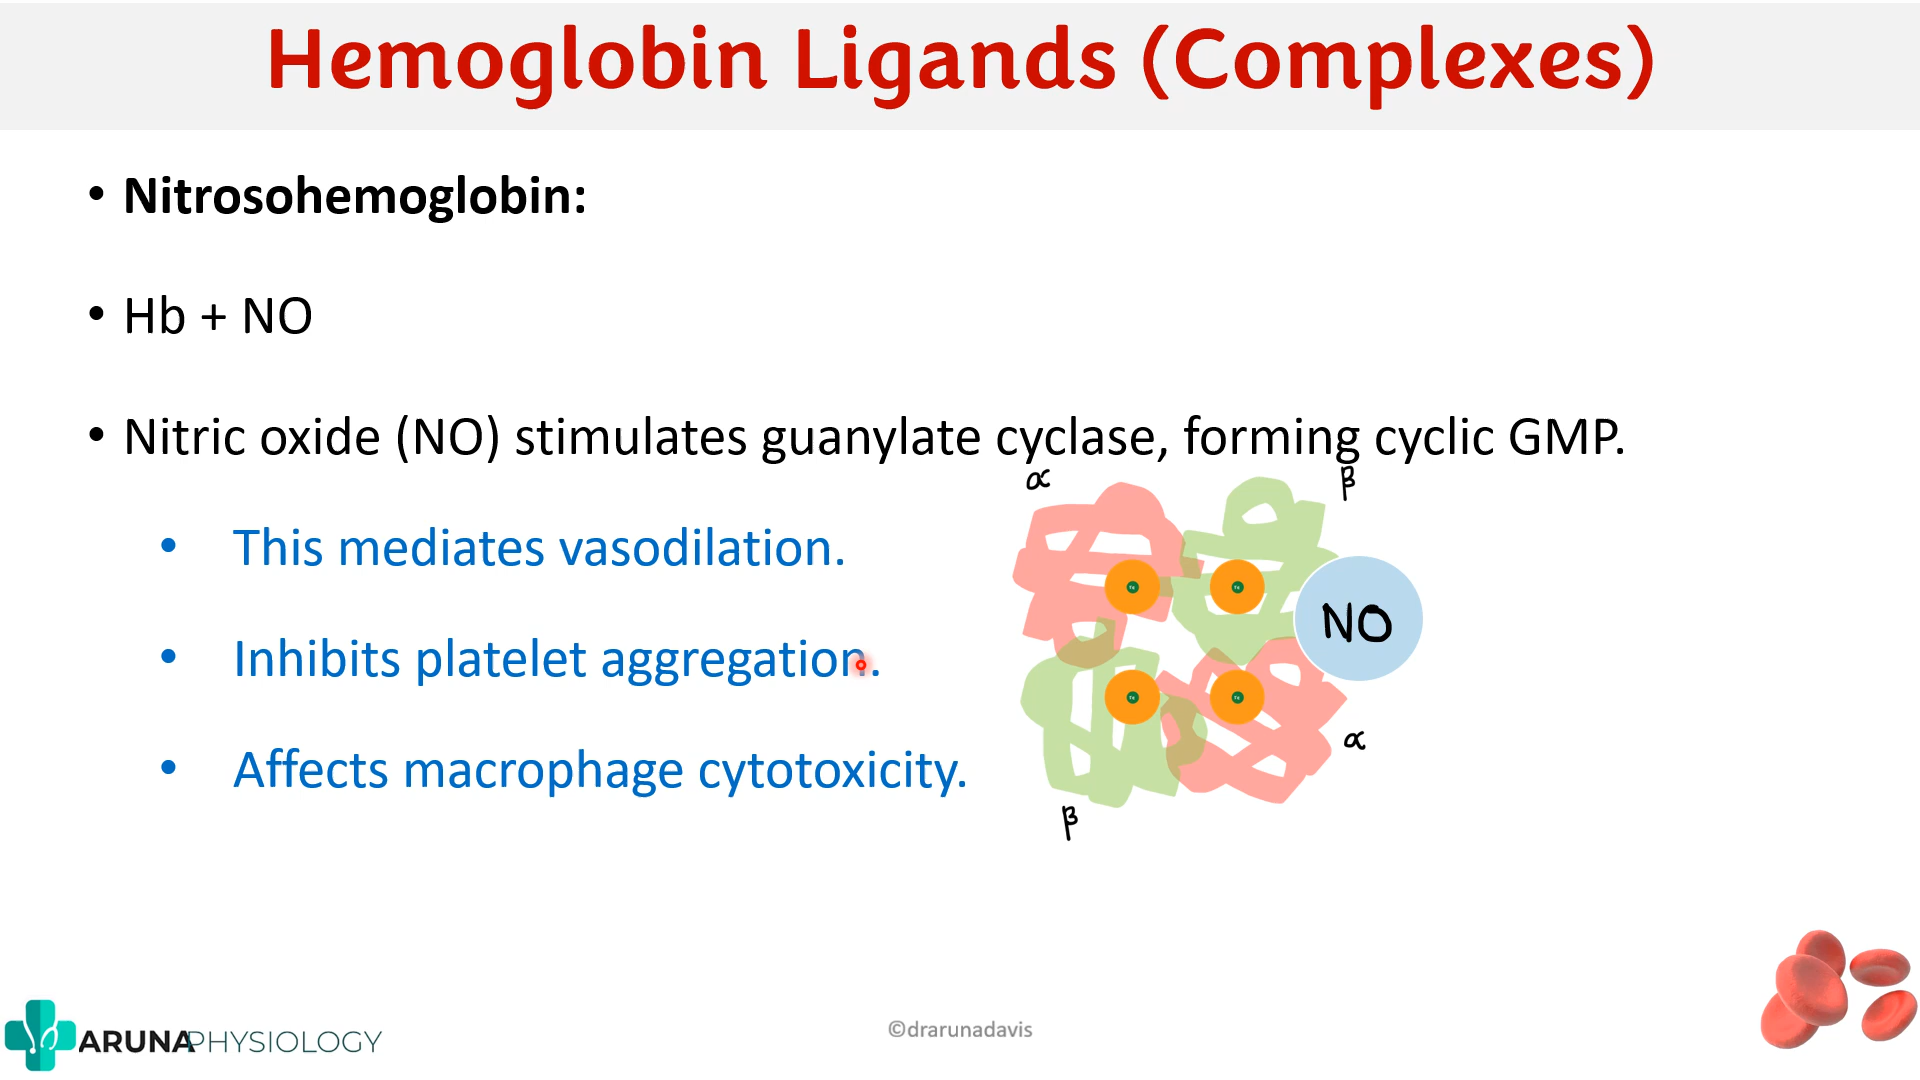 Hemoglobin Ligands (Complexes)
• Nitrosohemoglobin:
• Hb + NO
• Nitric oxide (NO) stimulates guanylate cyclase, forming cyclic GMP.
• This mediates vasodilation.
• Inhibits platelet aggregation.
• Affects macrophage cytotoxicity.
α
β
NO
α
β
ARUNAPHYSIOLOGY
©drarunadavis